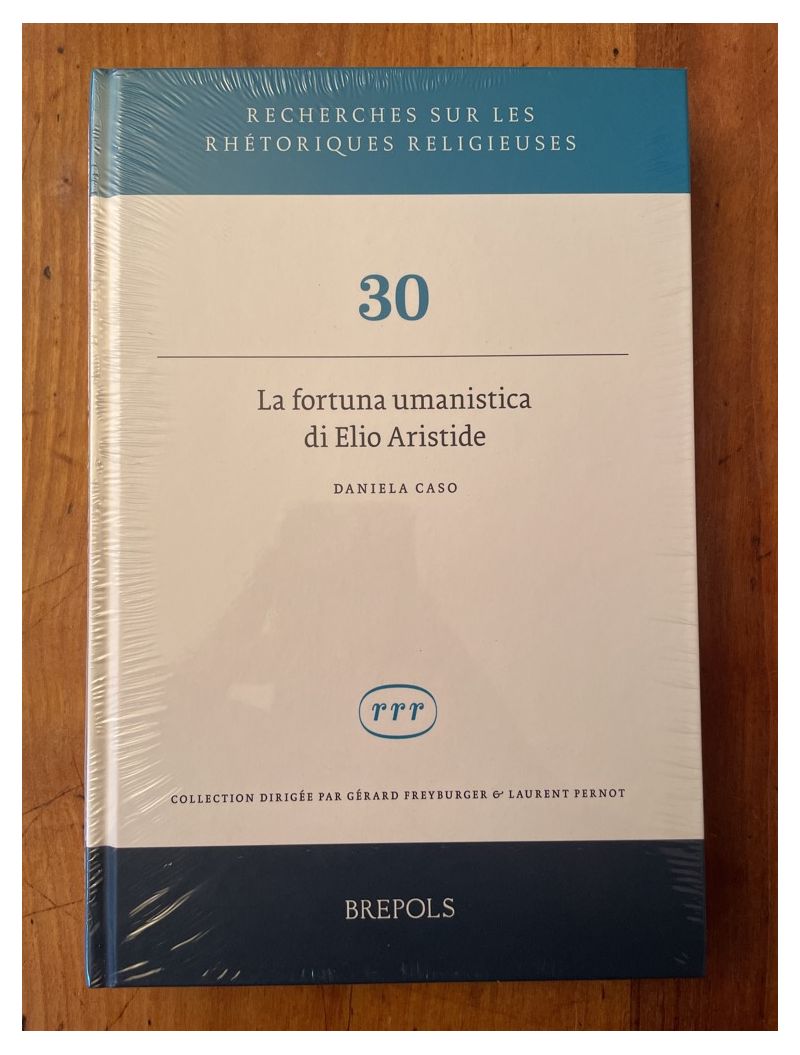 RECHERCHES SUR LES
RHÉTORIQUES RELIGIEUSES
30
La fortuna umanistica
di Elio Aristide
DANIELA CASO
rrr
COLLECTION DIRIGÉE PAR GÉRARD FREYBURGER & LAURENT PERNOT
BREPOLS